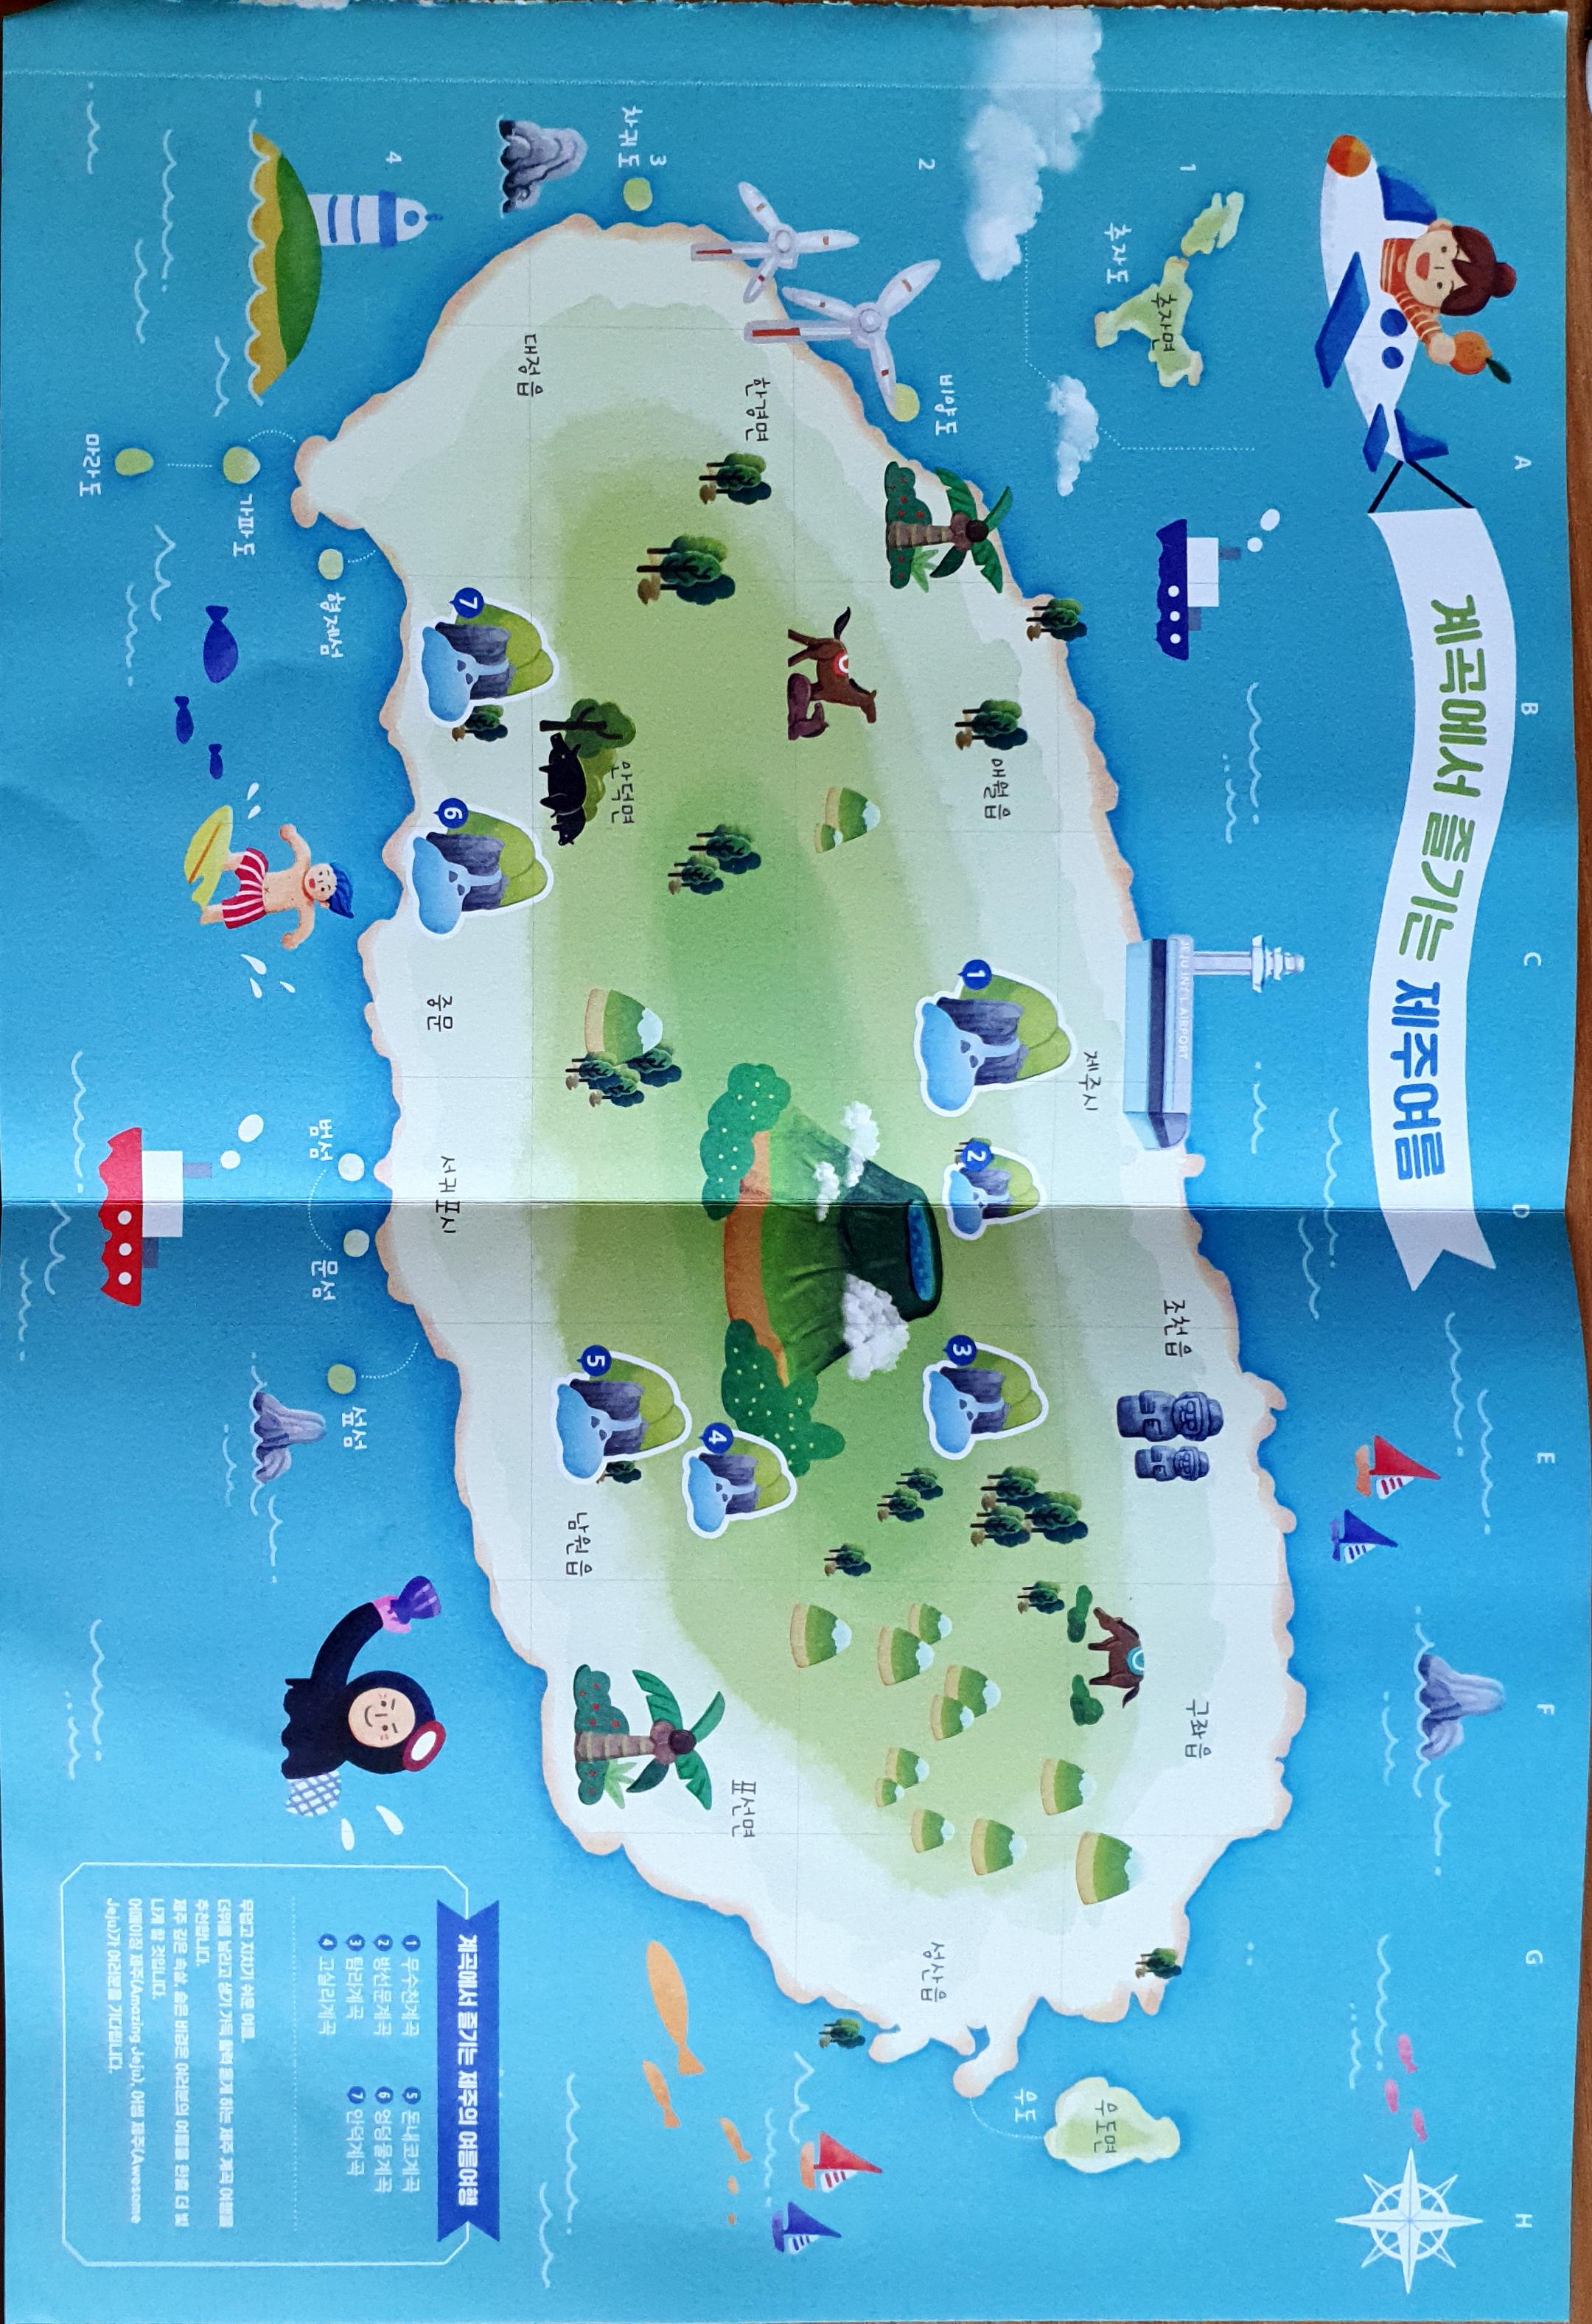 계곡에서 즐기는 제주여름
A
B
C
D
E
F
G
H
1
2
3
4
추자도
추자면
비양도
차귀도
한경면
대정읍
애월읍
안덕면
JEJU INT'L AIRPORT
제주시
조천읍
구좌읍
성산읍
우도
우도면
표선면
남원읍
서귀포시
중문
마라도
가파도
형제섬
범섬
문섬
섶섬
1
2
3
4
5
6
7
계곡에서 즐기는 제주의 여름여행
1 무수천계곡
2 방선문계곡
3 탐라계곡
4 고살리계곡
5 돈내코계곡
6 엉덩물계곡
7 안덕계곡
무덥고 지치기 쉬운 여름,
더위를 날리고 생기 가득 활력 솟게 하는 제주 계곡 여행을
추천합니다.
제주 깊은 속살, 숨은 비경은 여러분의 여름을 한층 더 빛
나게 할 것입니다.
어메이징 제주(Amazing Jeju), 어썸 제주(Awesome
Jeju)가 여러분을 기다립니다.